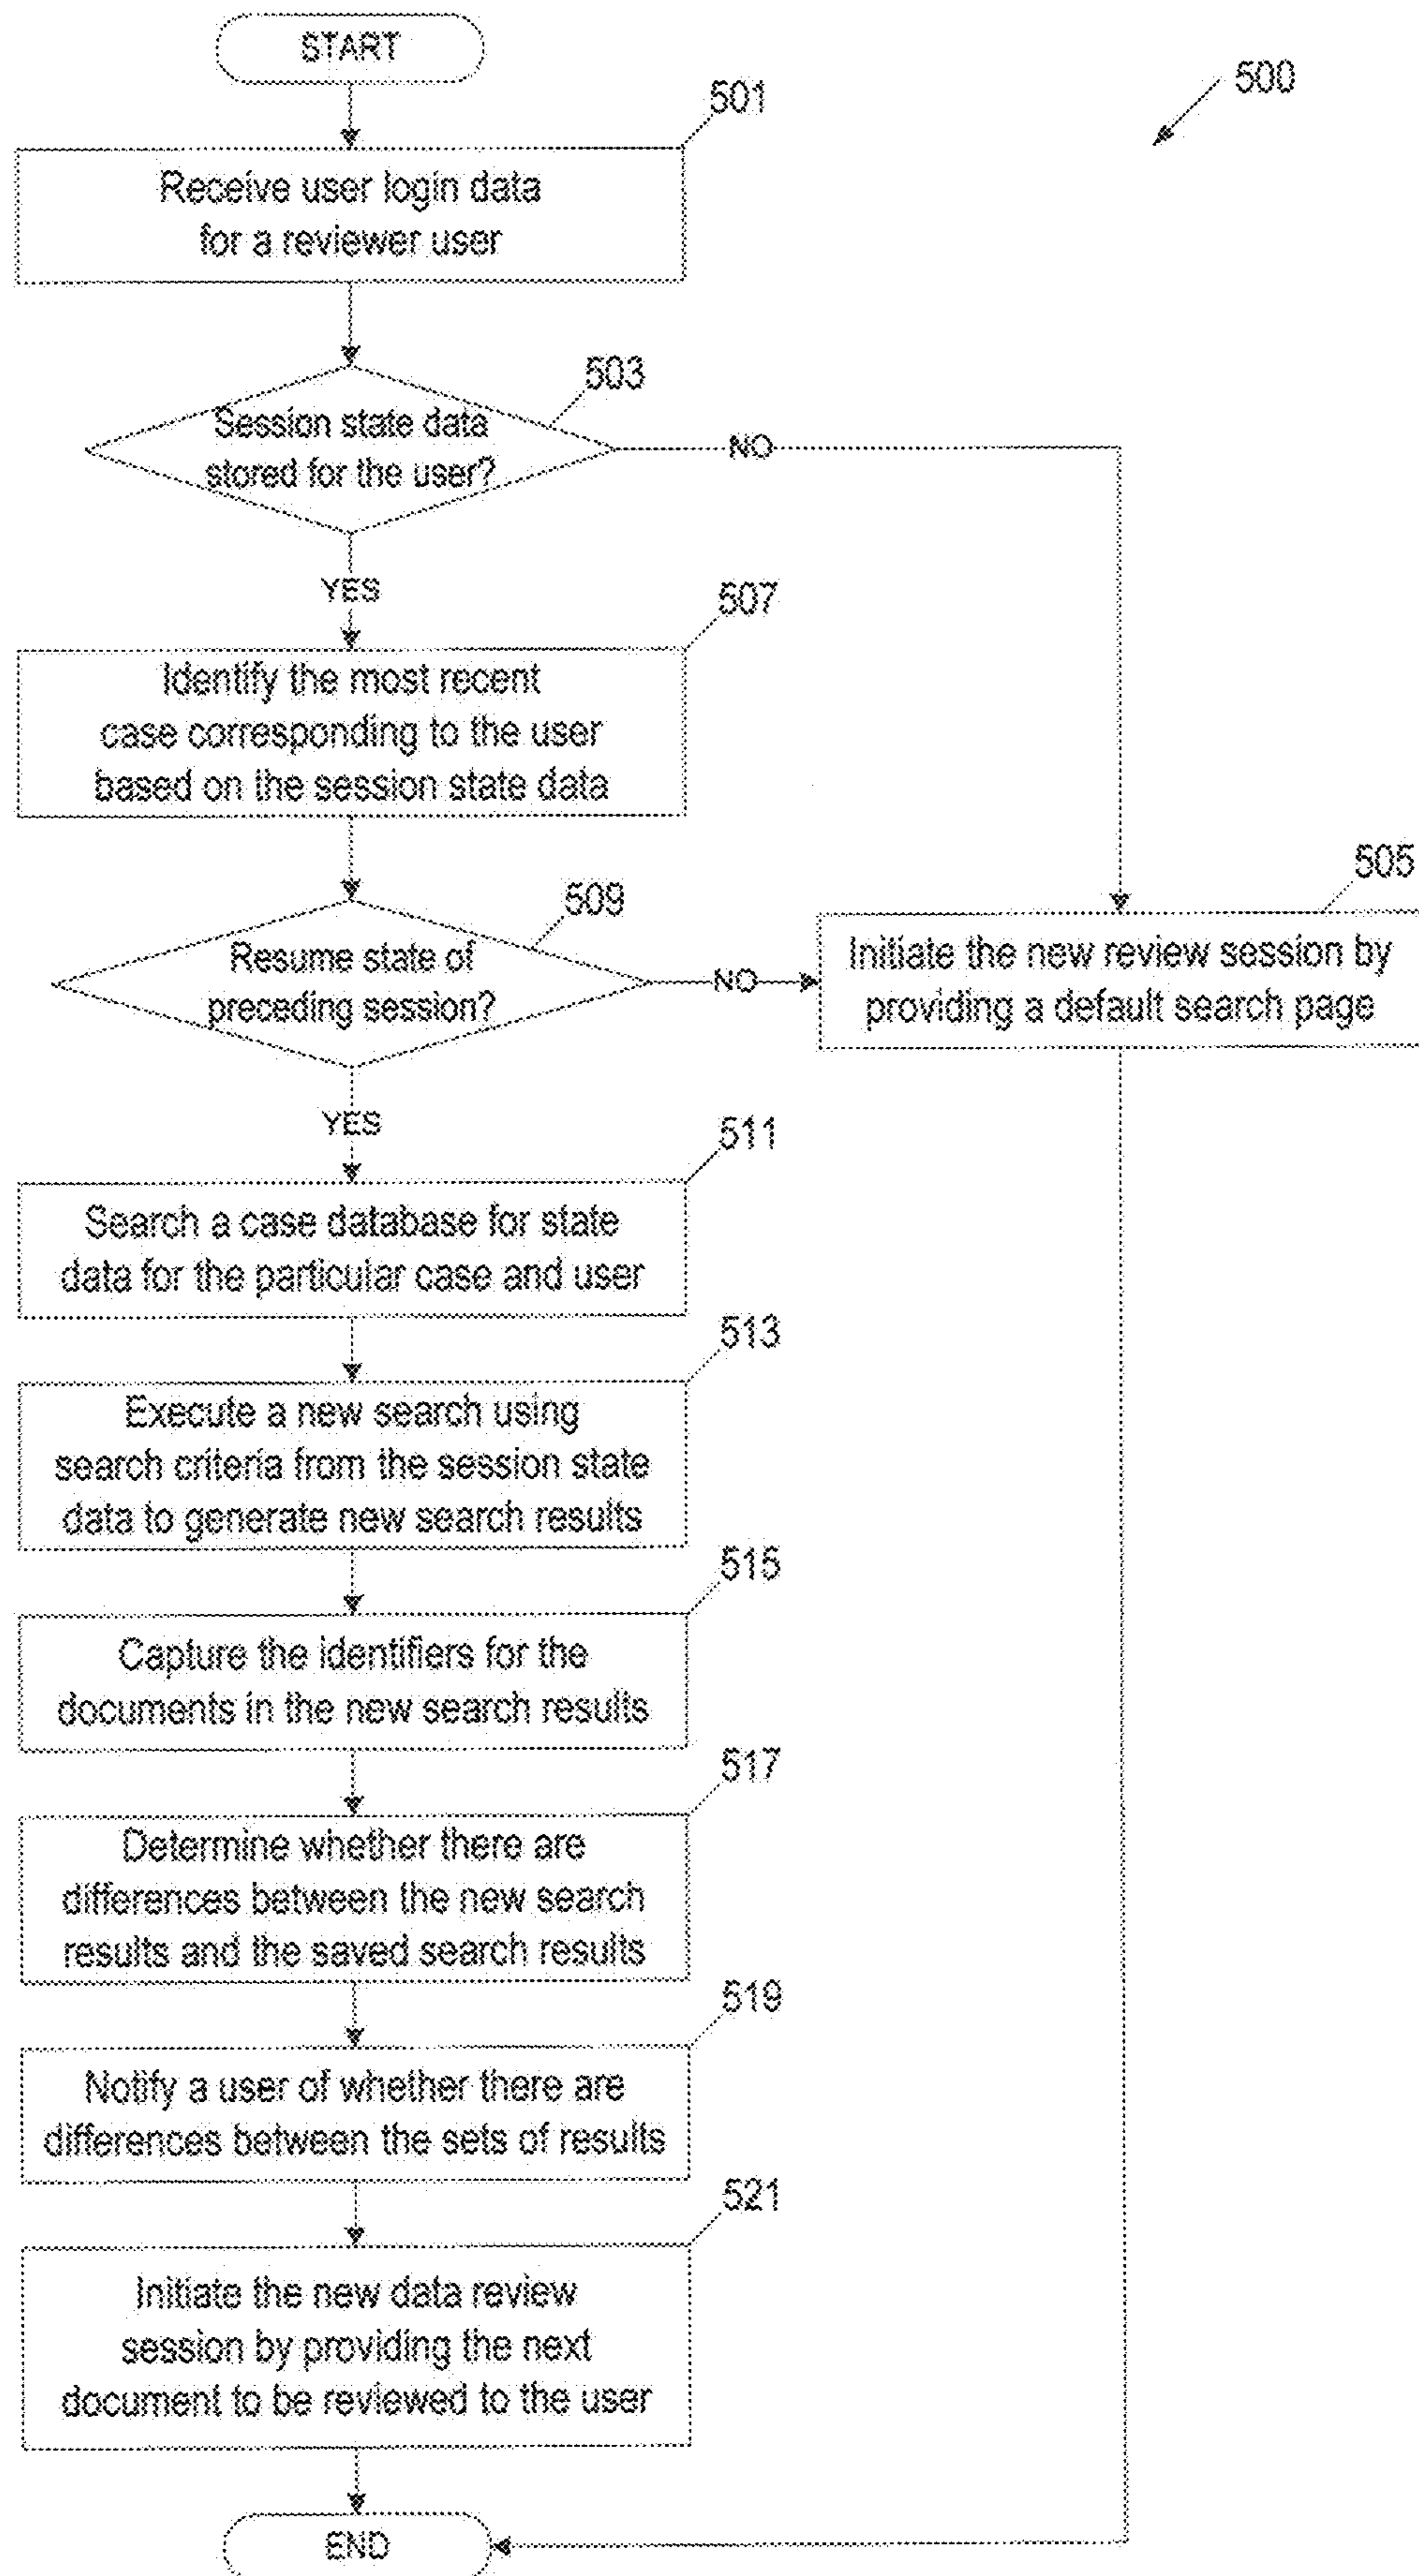 START
500
501
Receive user login data
for a reviewer user
503
Session state data
stored for the user?
NO
YES
507
Identify the most recent
case corresponding to the user
based on the session state data
509
Resume state of
preceding session?
NO
505
Initiate the new review session by
providing a default search page
YES
511
Search a case database for state
data for the particular case and user
513
Execute a new search using
search criteria from the session state
data to generate new search results
515
Capture the identifiers for the
documents in the new search results
517
Determine whether there are
differences between the new search
results and the saved search results
519
Notify a user of whether there are
differences between the sets of results
521
Initiate the new data review
session by providing the next
document to be reviewed to the user
END